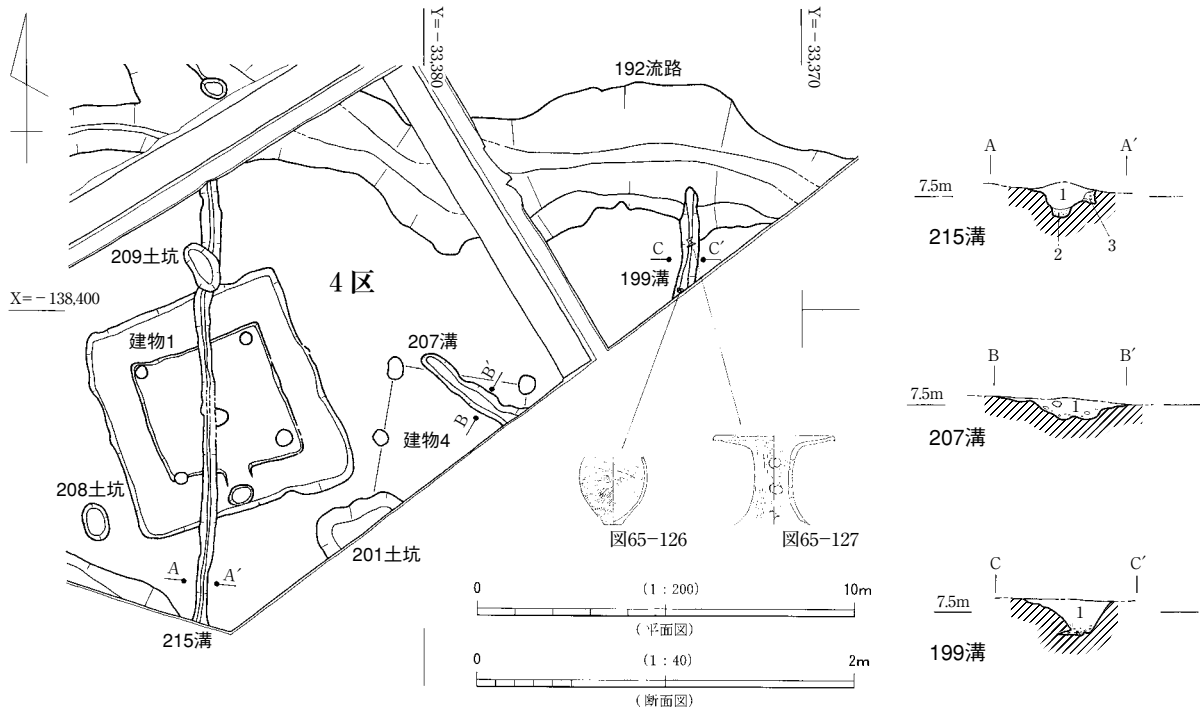 Y=－33,380
Y=－33,370
192流路
209土坑
4区
C C′
199溝
X=－138,400
建物1
207溝
B B′
建物4
208土坑
201土坑
A A′
215溝
図65-126
図65-127
0 (1：200) 10m
(平面図)
0 (1：40) 2m
(断面図)
A A′
7.5m
1
2
3
215溝
B B′
7.5m
1
207溝
C C′
7.5m
1
199溝